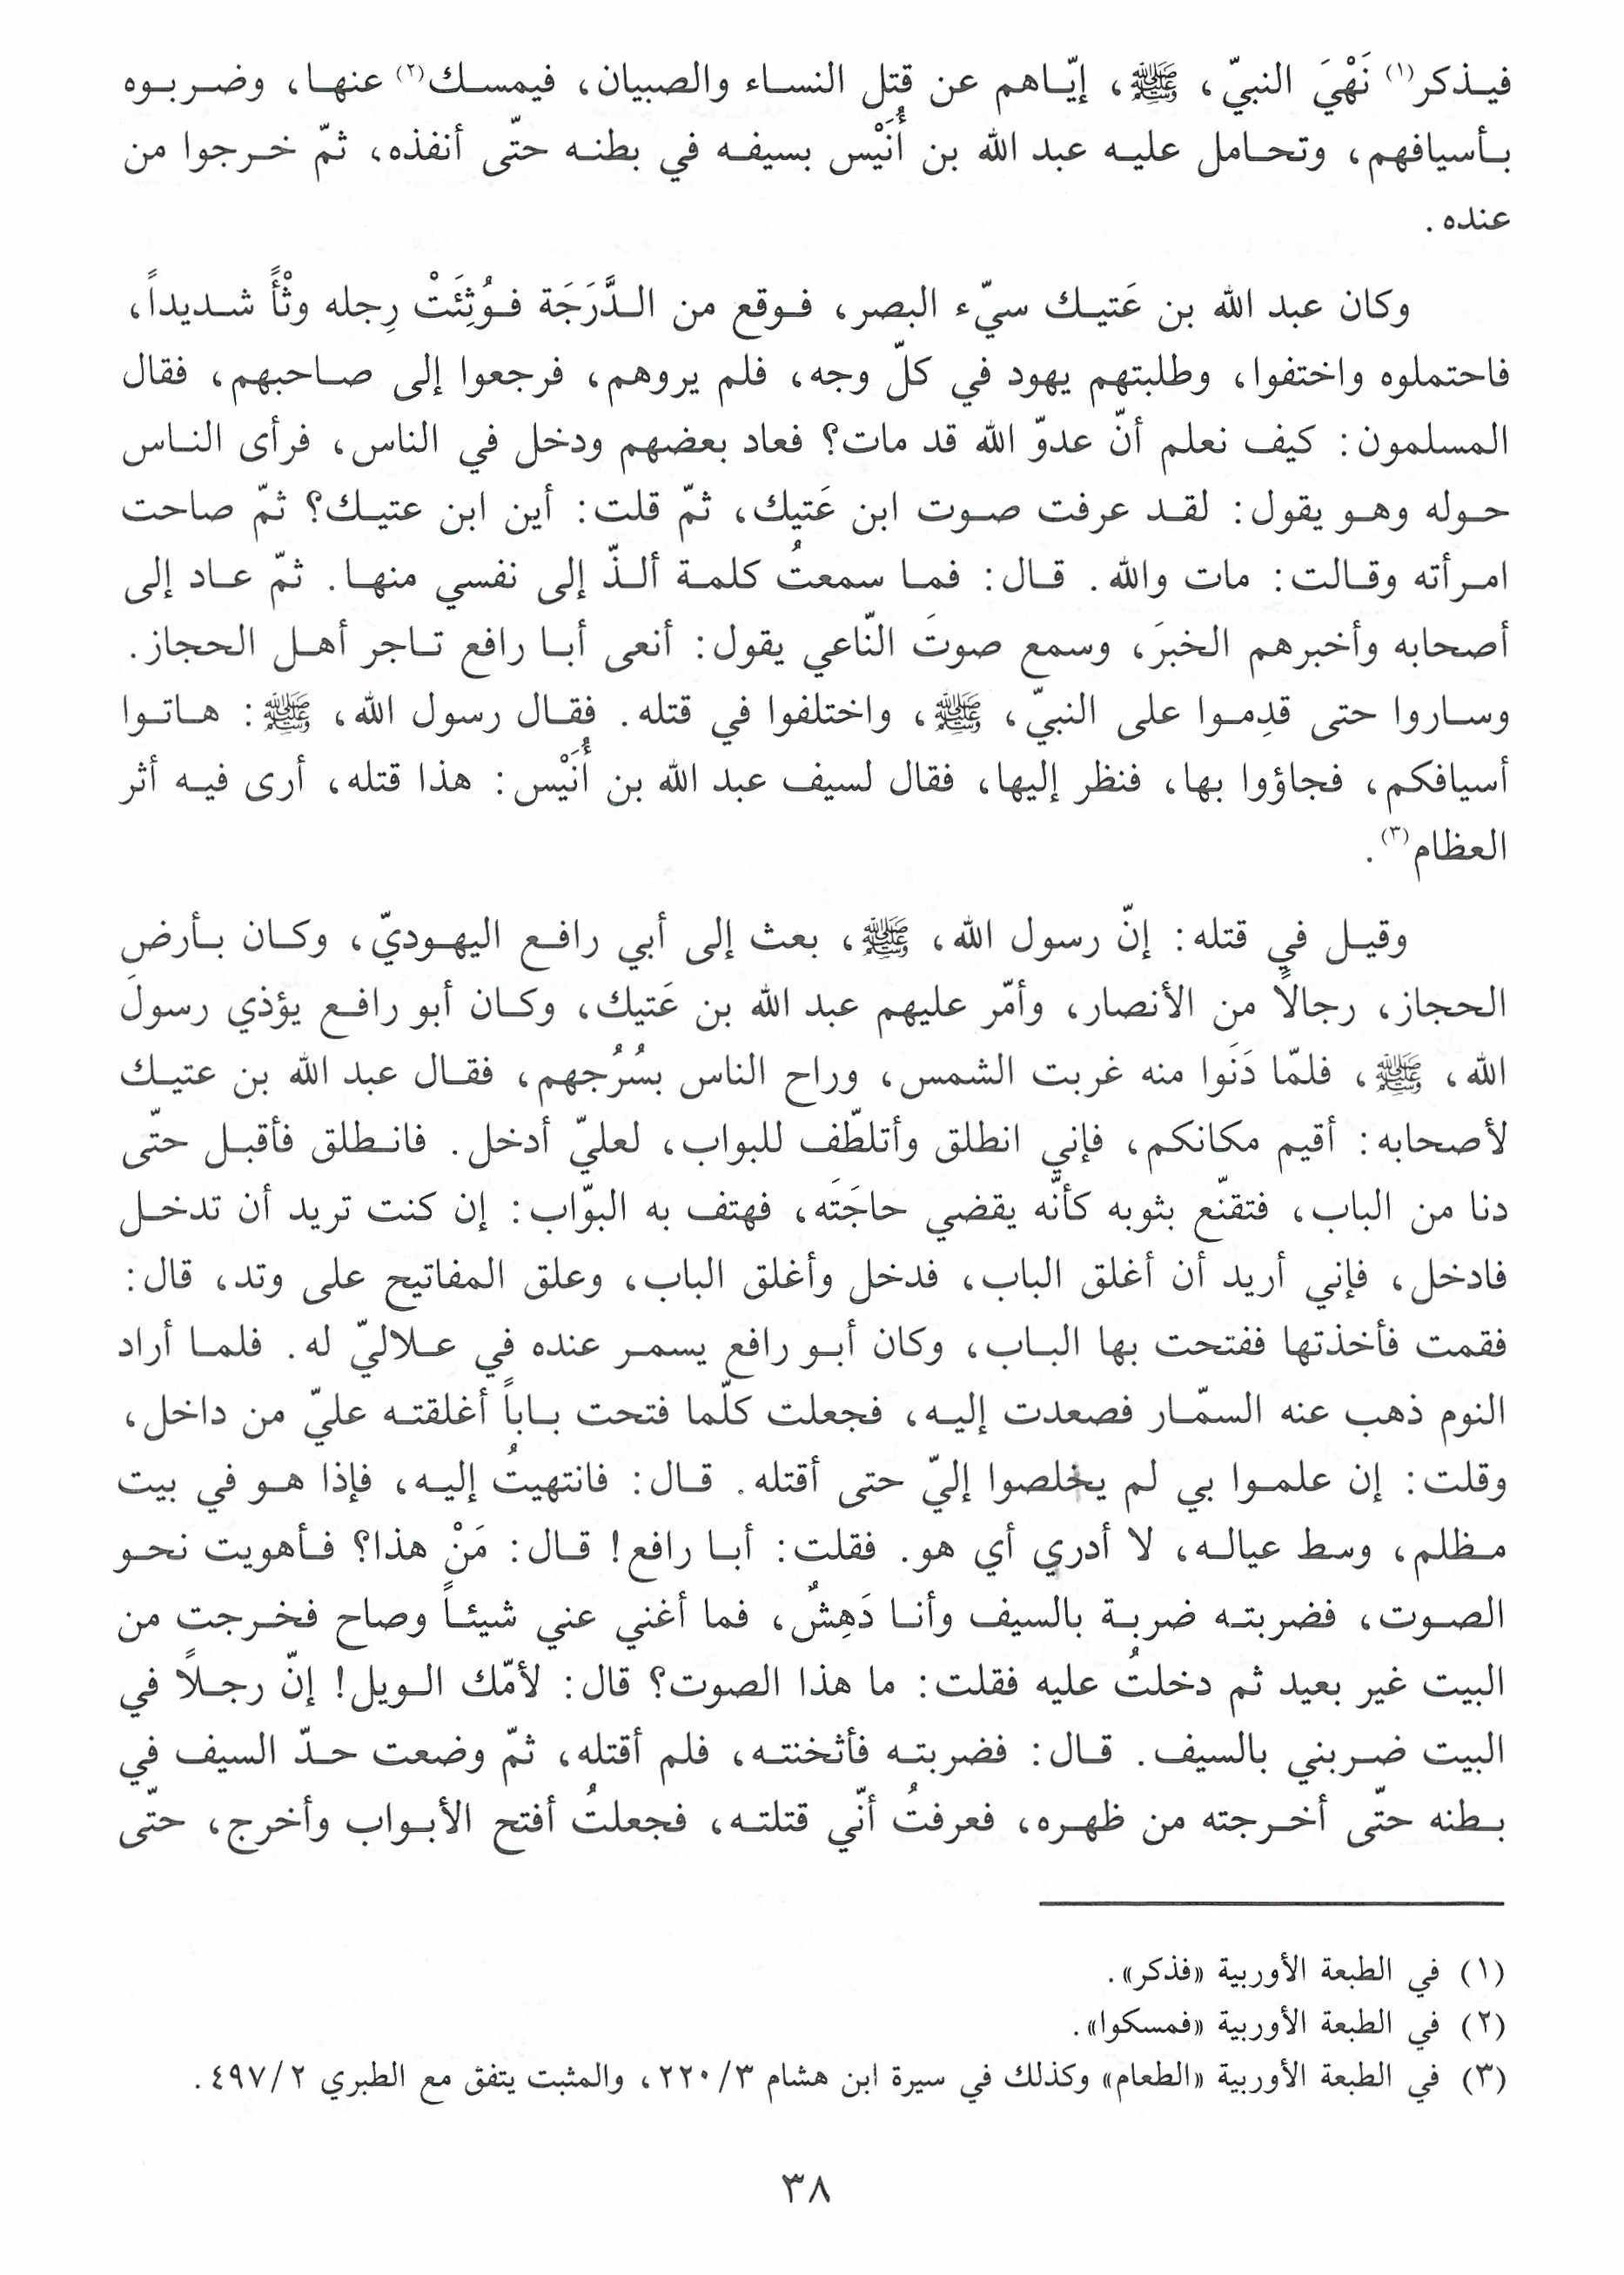 فيذكر(١) نَهْيَ النبيّ، ﷺ، إيّاهم عن قتل النساء والصبيان، فيمسك(٢) عنها، وضربوه
بأسيافهم، وتحامل عليه عبد الله بن أُنَيْس بسيفه في بطنه حتّى أنفذه، ثمّ خرجوا من
عنده.
وكان عبد الله بن عَتيك سيّء البصر، فوقع من الدَّرَجَة فوُثِئَتْ رِجله وثْأً شديداً،
فاحتملوه واختفوا، وطلبتهم يهود في كلّ وجه، فلم يروهم، فرجعوا إلى صاحبهم، فقال
المسلمون: كيف نعلم أنّ عدوّ الله قد مات؟ فعاد بعضهم ودخل في الناس، فرأى الناس
حوله وهو يقول: لقد عرفت صوت ابن عَتيك، ثمّ قلت: أين ابن عتيك؟ ثمّ صاحت
امرأته وقالت: مات والله. قال: فما سمعتُ كلمة ألذّ إلى نفسي منها. ثمّ عاد إلى
أصحابه وأخبرهم الخبرَ، وسمع صوتَ النّاعي يقول: أنعى أبا رافع تاجر أهل الحجاز.
وساروا حتى قدِموا على النبيّ، ﷺ، واختلفوا في قتله. فقال رسول الله، ﷺ: هاتوا
أسيافكم، فجاؤوا بها، فنظر إليها، فقال لسيف عبد الله بن أُنَيْس: هذا قتله، أرى فيه أثر
العظام(٣).
وقيل في قتله: إنّ رسول الله، ﷺ، بعث إلى أبي رافع اليهوديّ، وكان بأرضِ
الحجاز، رجالاً من الأنصار، وأمّر عليهم عبد الله بن عَتيك، وكان أبو رافع يؤذي رسولَ
الله، ﷺ، فلمّا دَنَوا منه غربت الشمس، وراح الناس بسُرُجهم، فقال عبد الله بن عتيك
لأصحابه: أقيم مكانكم، فإني انطلق وأتلطّف للبواب، لعليّ أدخل. فانطلق فأقبل حتّى
دنا من الباب، فتقنّع بثوبه كأنّه يقضي حاجَتَه، فهتف به البوّاب: إن كنت تريد أن تدخل
فادخل، فإني أريد أن أغلق الباب، فدخل وأغلق الباب، وعلق المفاتيح على وتد، قال:
فقمت فأخذتها ففتحت بها الباب، وكان أبو رافع يسمر عنده في علاليّ له. فلما أراد
النوم ذهب عنه السمّار فصعدت إليه، فجعلت كلّما فتحت باباً أغلقته عليّ من داخل،
وقلت: إن علموا بي لم يخلصوا إليّ حتى أقتله. قال: فانتهيتُ إليه، فإذا هو في بيت
مظلم، وسط عياله، لا أدري أي هو. فقلت: أبا رافع! قال: مَنْ هذا؟ فأهويت نحو
الصوت، فضربته ضربة بالسيف وأنا دَهِشٌ، فما أغني عني شيئاً وصاح فخرجت من
البيت غير بعيد ثم دخلتُ عليه فقلت: ما هذا الصوت؟ قال: لأمّك الويل! إنّ رجلاً في
البيت ضربني بالسيف. قال: فضربته فأثخنته، فلم أقتله، ثمّ وضعت حدّ السيف في
بطنه حتّى أخرجته من ظهره، فعرفتُ أنّي قتلته، فجعلتُ أفتح الأبواب وأخرج، حتّى
(١) في الطبعة الأوربية «فذكر».
(٢) في الطبعة الأوربية «فمسكوا».
(٣) في الطبعة الأوربية «الطعام» وكذلك في سيرة ابن هشام ٢٢٠/٣، والمثبت يتفق مع الطبري ٤٩٧/٢.
٣٨